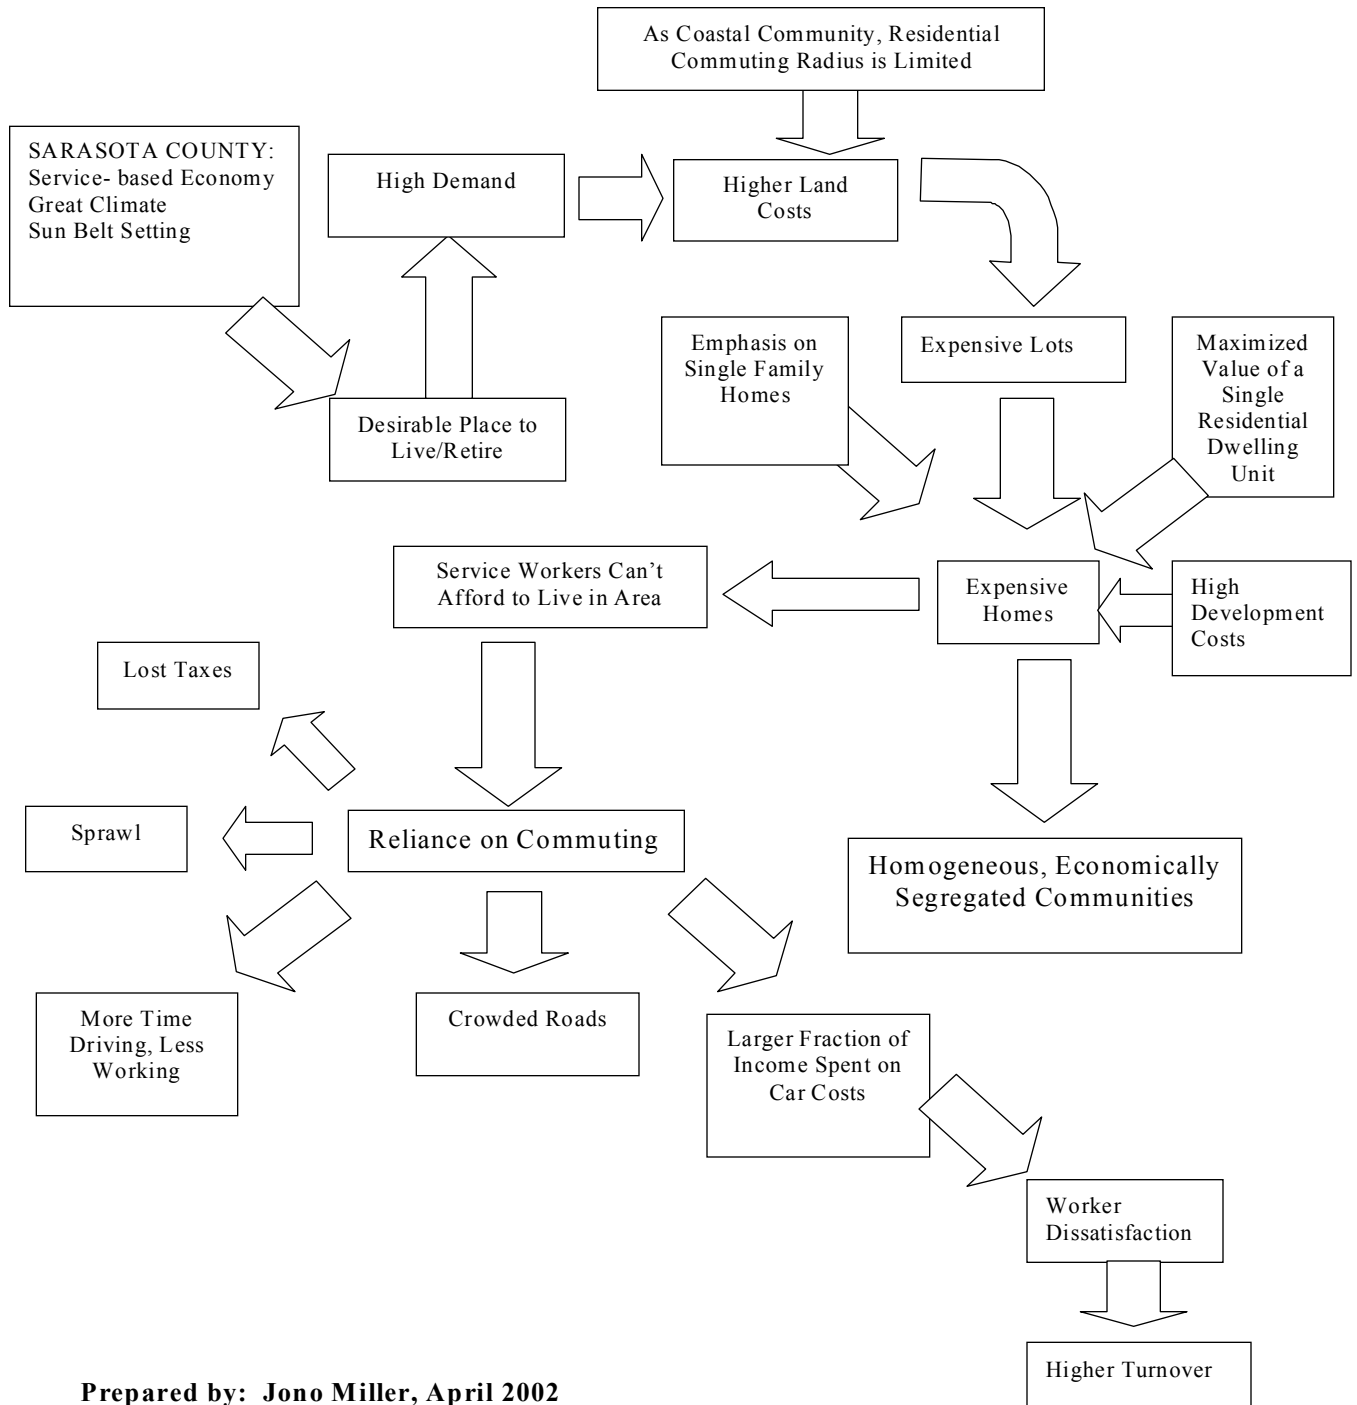 As Coastal Community, Residential
Commuting Radius is Limited
SARASOTA COUNTY:
Service- based Economy
Great Climate
Sun Belt Setting
High Demand
Higher Land
Costs
Desirable Place to
Live/Retire
Emphasis on
Single Family
Homes
Expensive Lots
Maximized
Value of a
Single
Residential
Dwelling
Unit
Service Workers Can’t
Afford to Live in Area
Expensive
Homes
High
Development
Costs
Lost Taxes
Sprawl
Reliance on Commuting
Homogeneous, Economically
Segregated Communities
More Time
Driving, Less
Working
Crowded Roads
Larger Fraction of
Income Spent on
Car Costs
Worker
Dissatisfaction
Higher Turnover
Prepared by: Jono Miller, April 2002